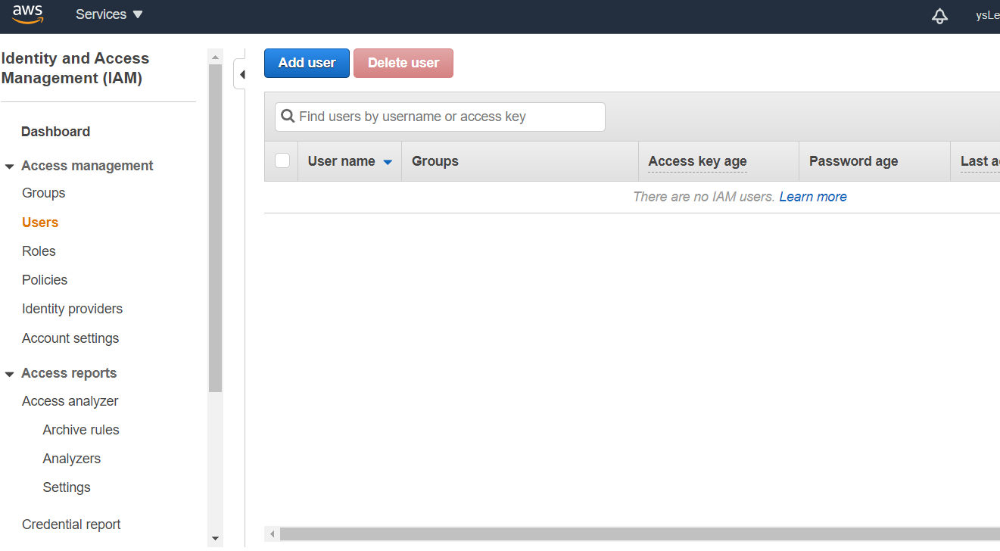 aws
Services
ysLe
Identity and Access
Management (IAM)
Dashboard
Access management
Groups
Users
Roles
Policies
Identity providers
Account settings
Access reports
Access analyzer
Archive rules
Analyzers
Settings
Credential report
Add user
Delete user
Find users by username or access key
User name
Groups
Access key age
Password age
Last a
There are no IAM users. Learn more